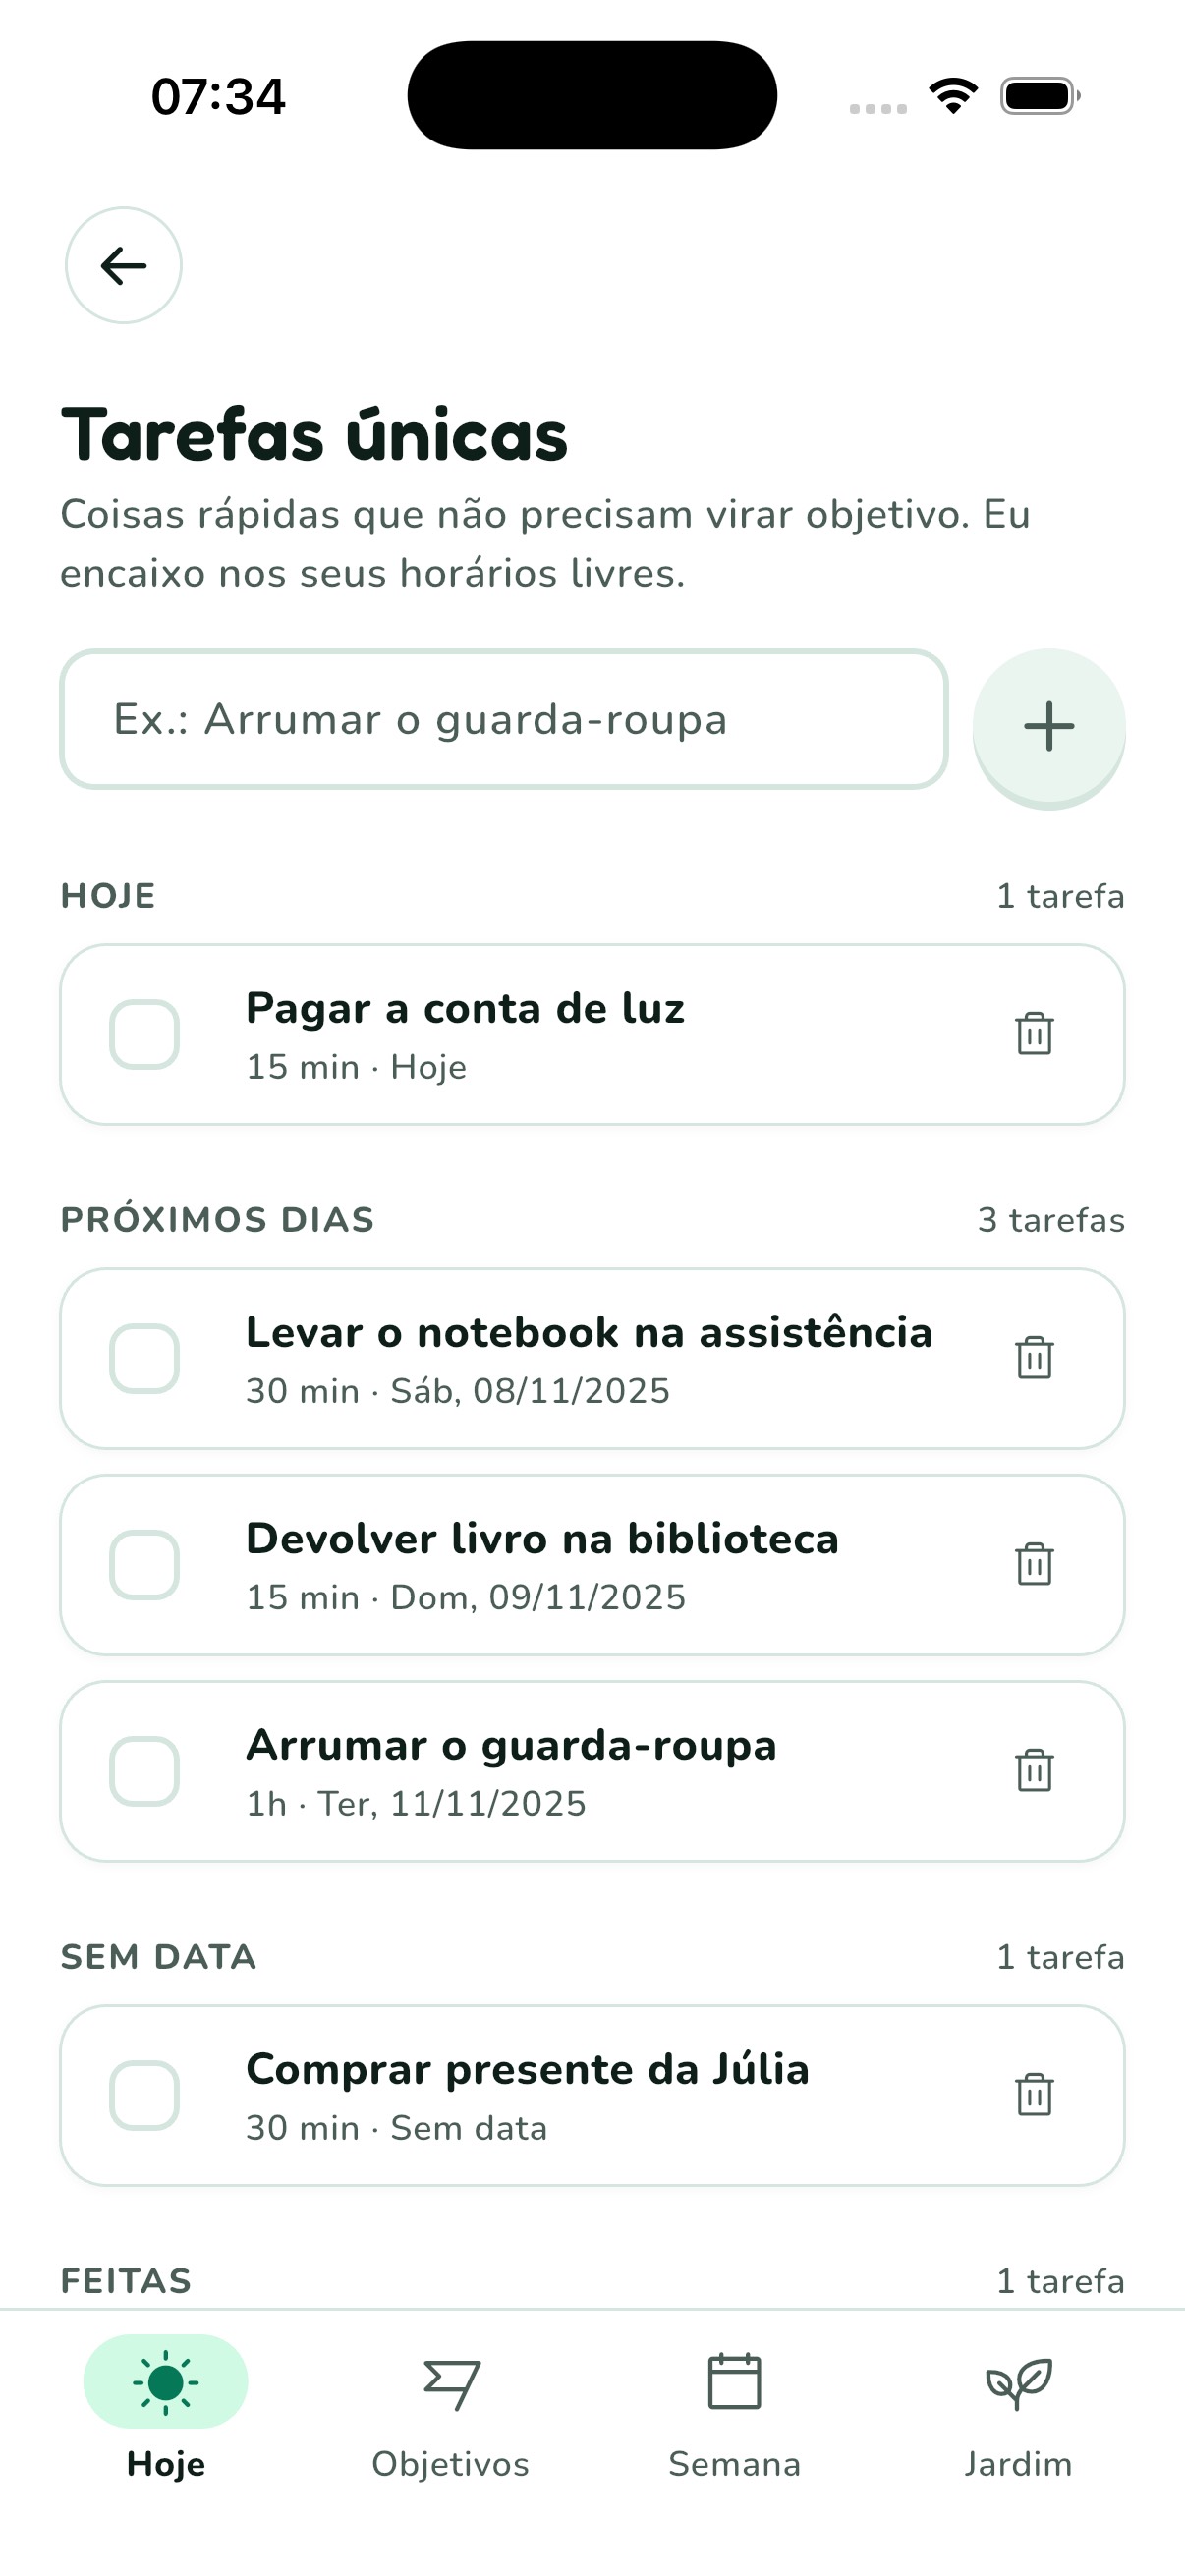 07:34
Tarefas únicas
Coisas rápidas que não precisam virar objetivo. Eu
encaixo nos seus horários livres.
Ex.: Arrumar o guarda-roupa
HOJE 1 tarefa
Pagar a conta de luz
15 min · Hoje
PRÓXIMOS DIAS 3 tarefas
Levar o notebook na assistência
30 min · Sáb, 08/11/2025
Devolver livro na biblioteca
15 min · Dom, 09/11/2025
Arrumar o guarda-roupa
1h · Ter, 11/11/2025
SEM DATA 1 tarefa
Comprar presente da Júlia
30 min · Sem data
FEITAS 1 tarefa
Hoje Objetivos Semana Jardim